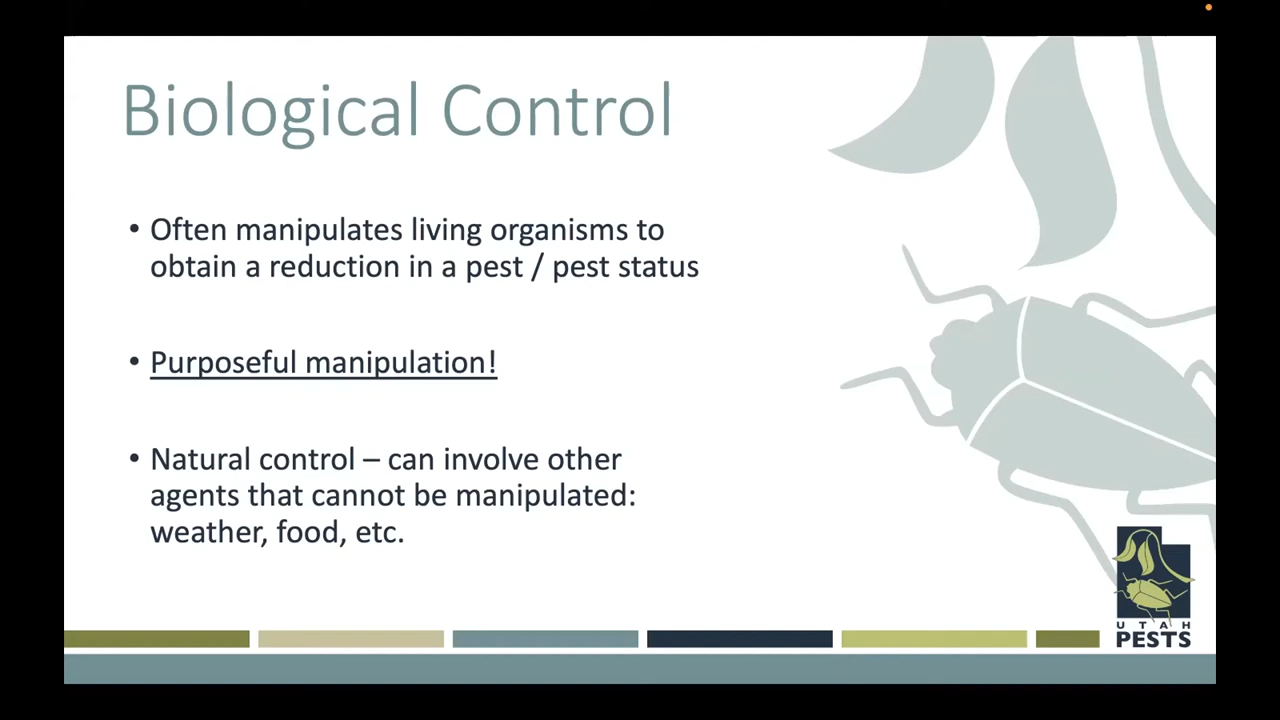 Biological Control
• Often manipulates living organisms to
obtain a reduction in a pest / pest status
• Purposeful manipulation!
• Natural control – can involve other
agents that cannot be manipulated:
weather, food, etc.
UTAH
PESTS